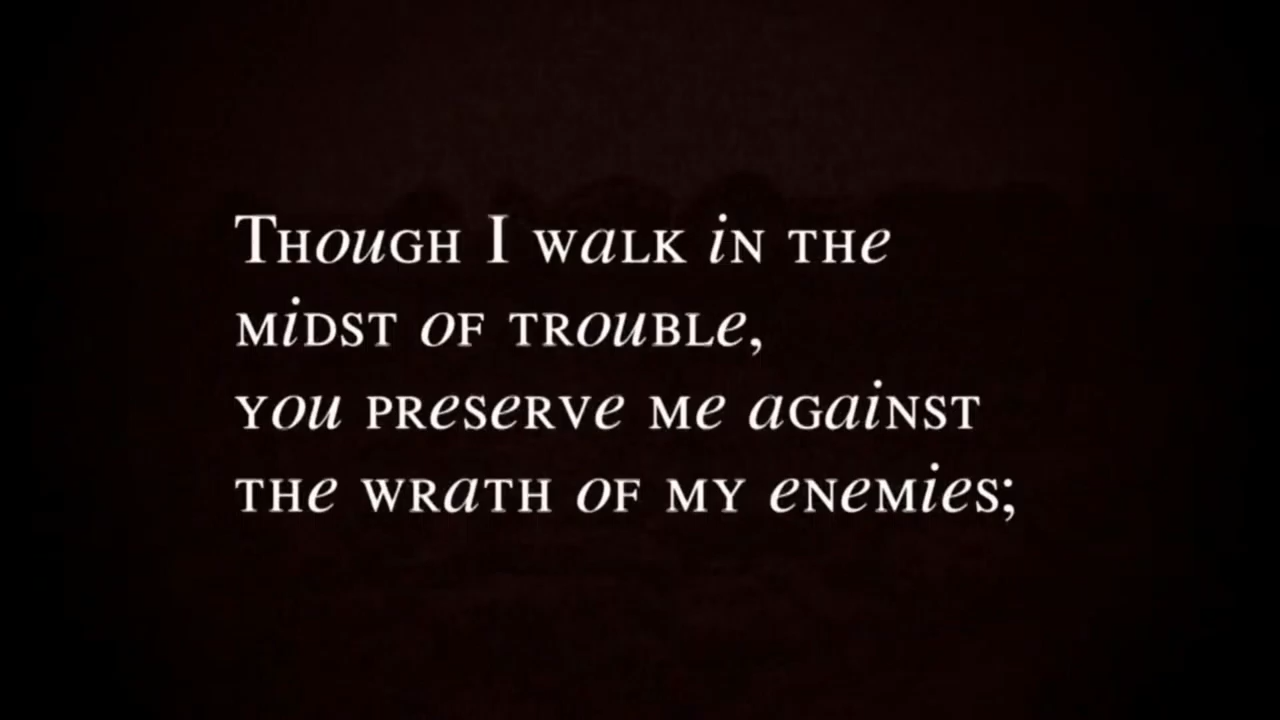 Though I walk in the
midst of trouble,
you preserve me against
the wrath of my enemies;